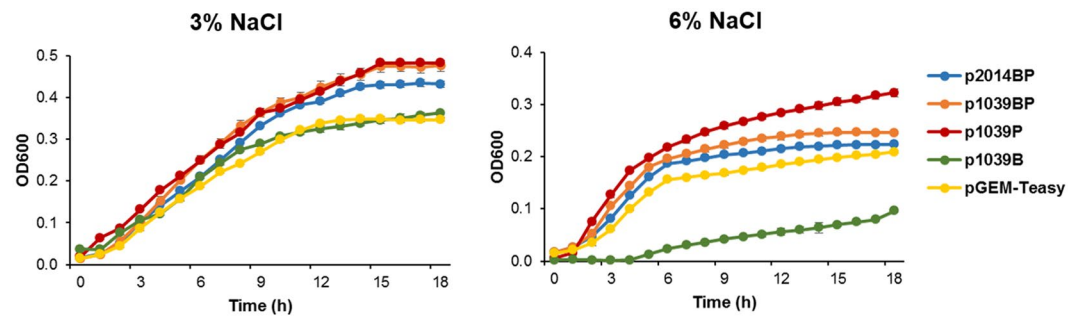 3% NaCl
OD600
0.5
0.4
0.3
0.2
0.1
0.0
0 3 6 9 12 15 18
Time (h)
6% NaCl
OD600
0.4
0.3
0.2
0.1
0.0
0 3 6 9 12 15 18
Time (h)
p2014BP
p1039BP
p1039P
p1039B
pGEM-Teasy